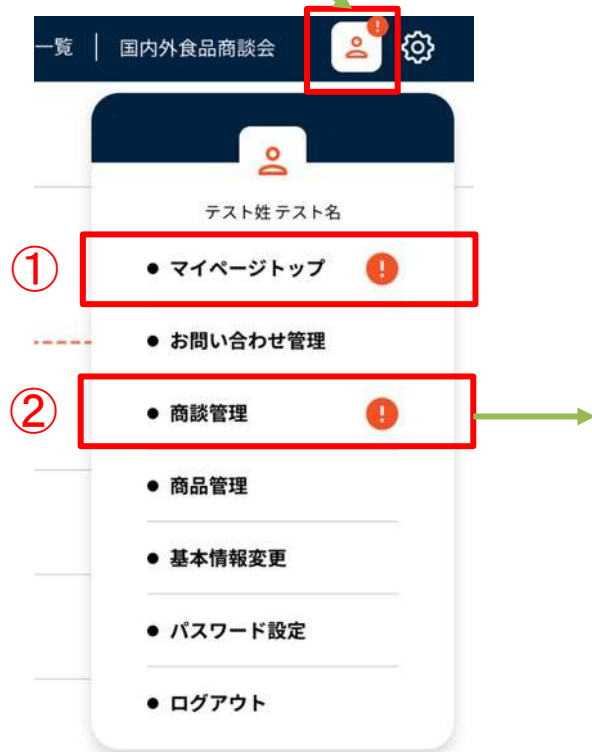 一覧 | 国内外食品商談会 !
テスト姓 テスト名
① ● マイページトップ !
● お問い合わせ管理
② ● 商談管理 !
● 商品管理
● 基本情報変更
● パスワード設定
● ログアウト